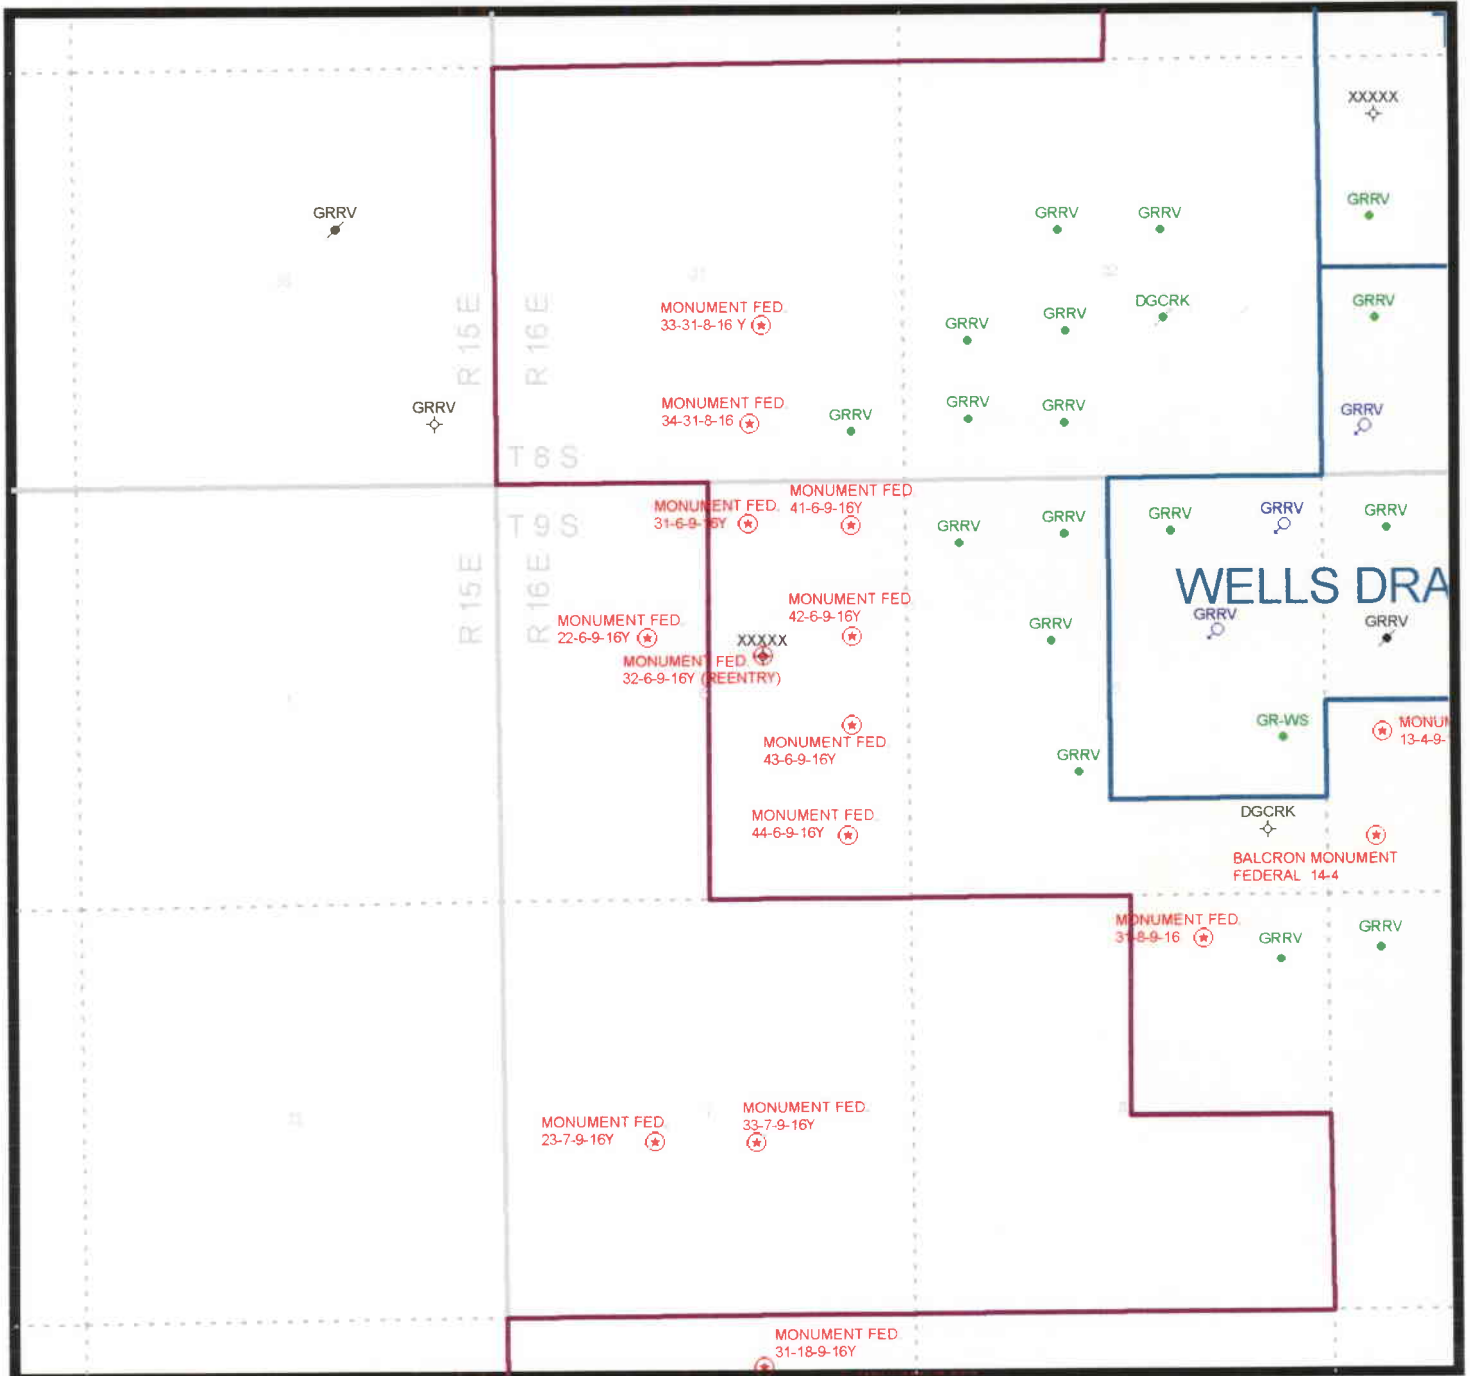 XXXXX
GRRV
GRRV
GRRV
GRRV
MONUMENT FED.
33-31-8-16 Y
R 15 E
R 16 E
DGCRK
GRRV
GRRV
GRRV
MONUMENT FED.
34-31-8-16
GRRV
GRRV
GRRV
GRRV
GRRV
T 8 S
MONUMENT FED.
31-6-9-16Y
MONUMENT FED
41-6-9-16Y
T 9 S
GRRV
GRRV
GRRV
GRRV
GRRV
R 15 E
R 16 E
WELLS DRA
MONUMENT FED
42-6-9-16Y
MONUMENT FED.
22-6-9-16Y
XXXXX
GRRV
GRRV
GRRV
MONUMENT FED.
32-6-9-16Y (REENTRY)
MONUMENT FED
43-6-9-16Y
GRRV
GR-WS
MONUM
13-4-9-
MONUMENT FED.
44-6-9-16Y
DGCRK
BALCRON MONUMENT
FEDERAL 14-4
MONUMENT FED.
31-8-9-16
GRRV
GRRV
MONUMENT FED.
23-7-9-16Y
MONUMENT FED.
33-7-9-16Y
MONUMENT FED
31-18-9-16Y